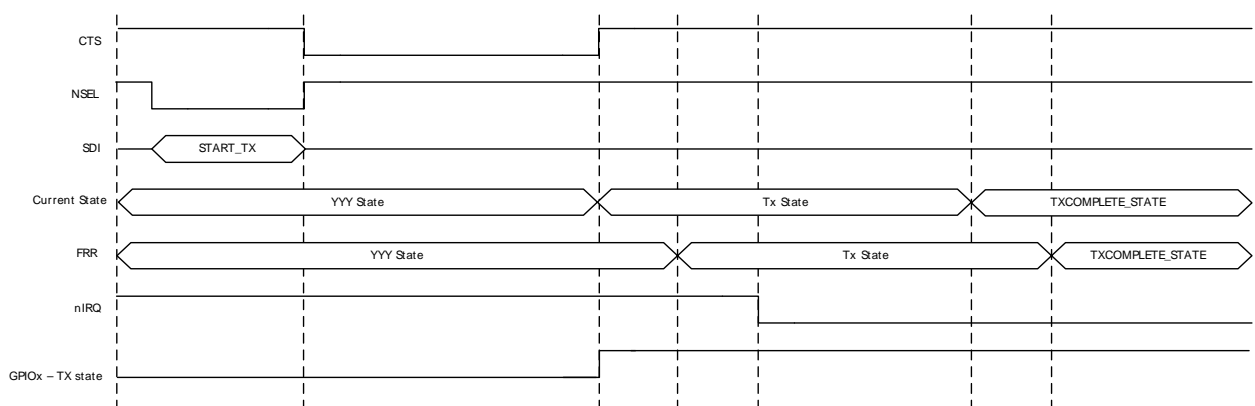 CTS
NSEL
SDI START_TX
Current State YYY State Tx State TXCOMPLETE_STATE
FRR YYY State Tx State TXCOMPLETE_STATE
nIRQ
GPIOx – TX state